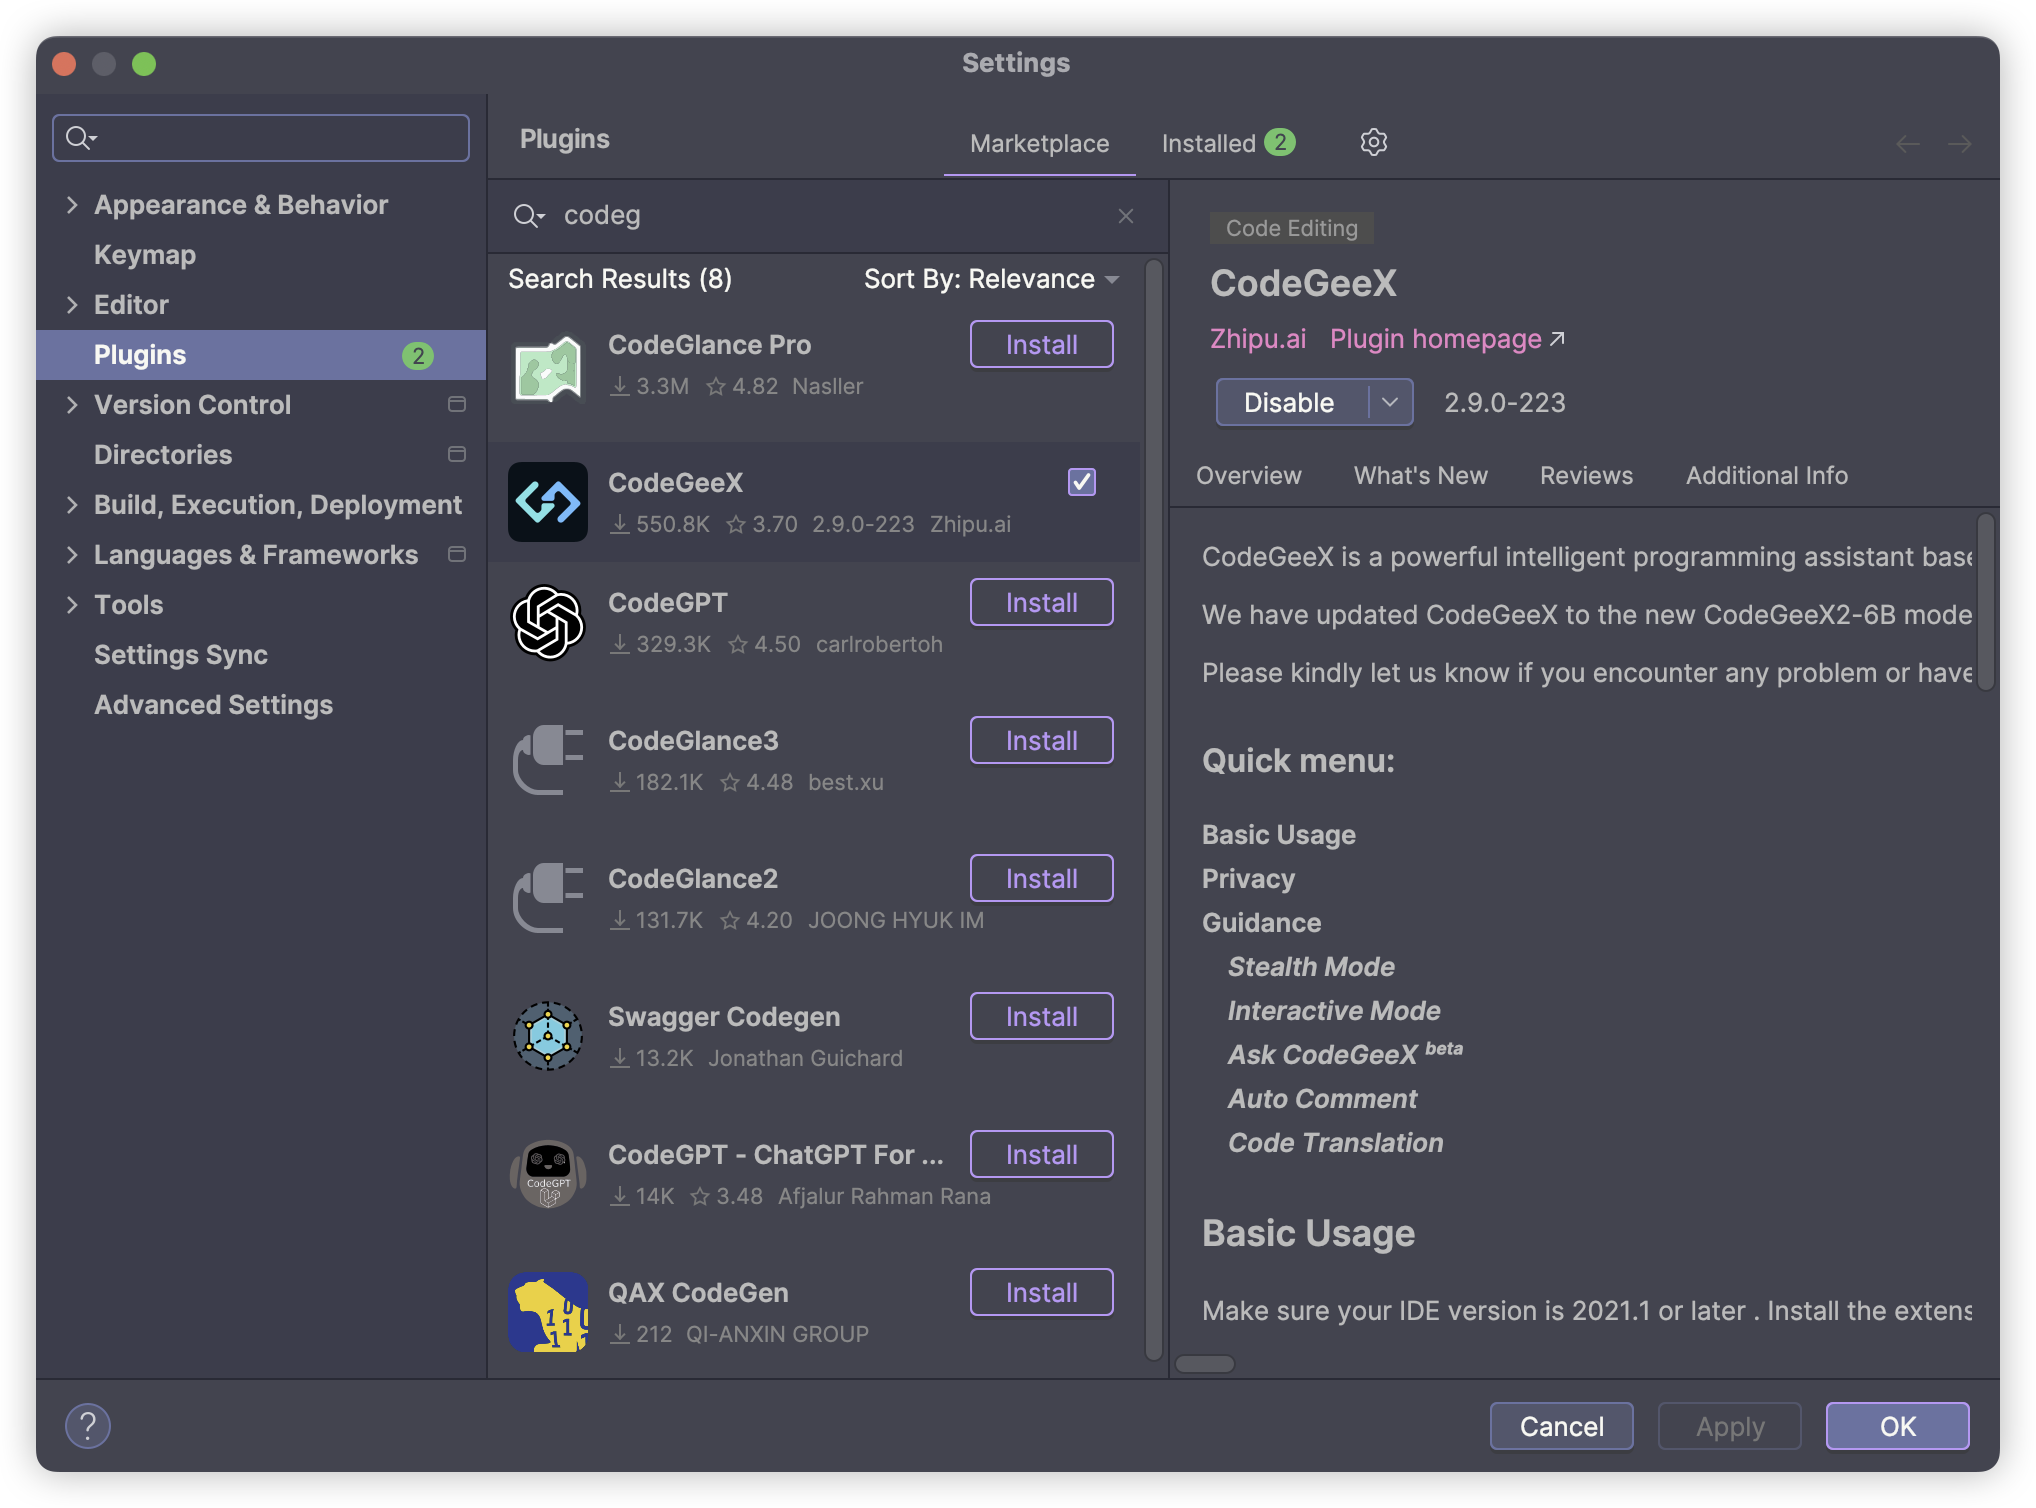 Settings
Appearance & Behavior
Keymap
Editor
Plugins 2
Version Control
Directories
Build, Execution, Deployment
Languages & Frameworks
Tools
Settings Sync
Advanced Settings
Plugins
Marketplace
Installed 2
codeg
Search Results (8) Sort By: Relevance
CodeGlance Pro Install
3.3M 4.82 Nasller
CodeGeeX
550.8K 3.70 2.9.0-223 Zhipu.ai
CodeGPT Install
329.3K 4.50 carlrobertoh
CodeGlance3 Install
182.1K 4.48 best.xu
CodeGlance2 Install
131.7K 4.20 JOONG HYUK IM
Swagger Codegen Install
13.2K Jonathan Guichard
CodeGPT
CodeGPT - ChatGPT For ... Install
14K 3.48 Afjalur Rahman Rana
QAX CodeGen Install
212 QI-ANXIN GROUP
Code Editing
CodeGeeX
Zhipu.ai Plugin homepage
Disable 2.9.0-223
Overview What's New Reviews Additional Info
CodeGeeX is a powerful intelligent programming assistant base
We have updated CodeGeeX to the new CodeGeeX2-6B mode
Please kindly let us know if you encounter any problem or have
Quick menu:
Basic Usage
Privacy
Guidance
Stealth Mode
Interactive Mode
Ask CodeGeeX beta
Auto Comment
Code Translation
Basic Usage
Make sure your IDE version is 2021.1 or later . Install the extens
?
Cancel Apply OK